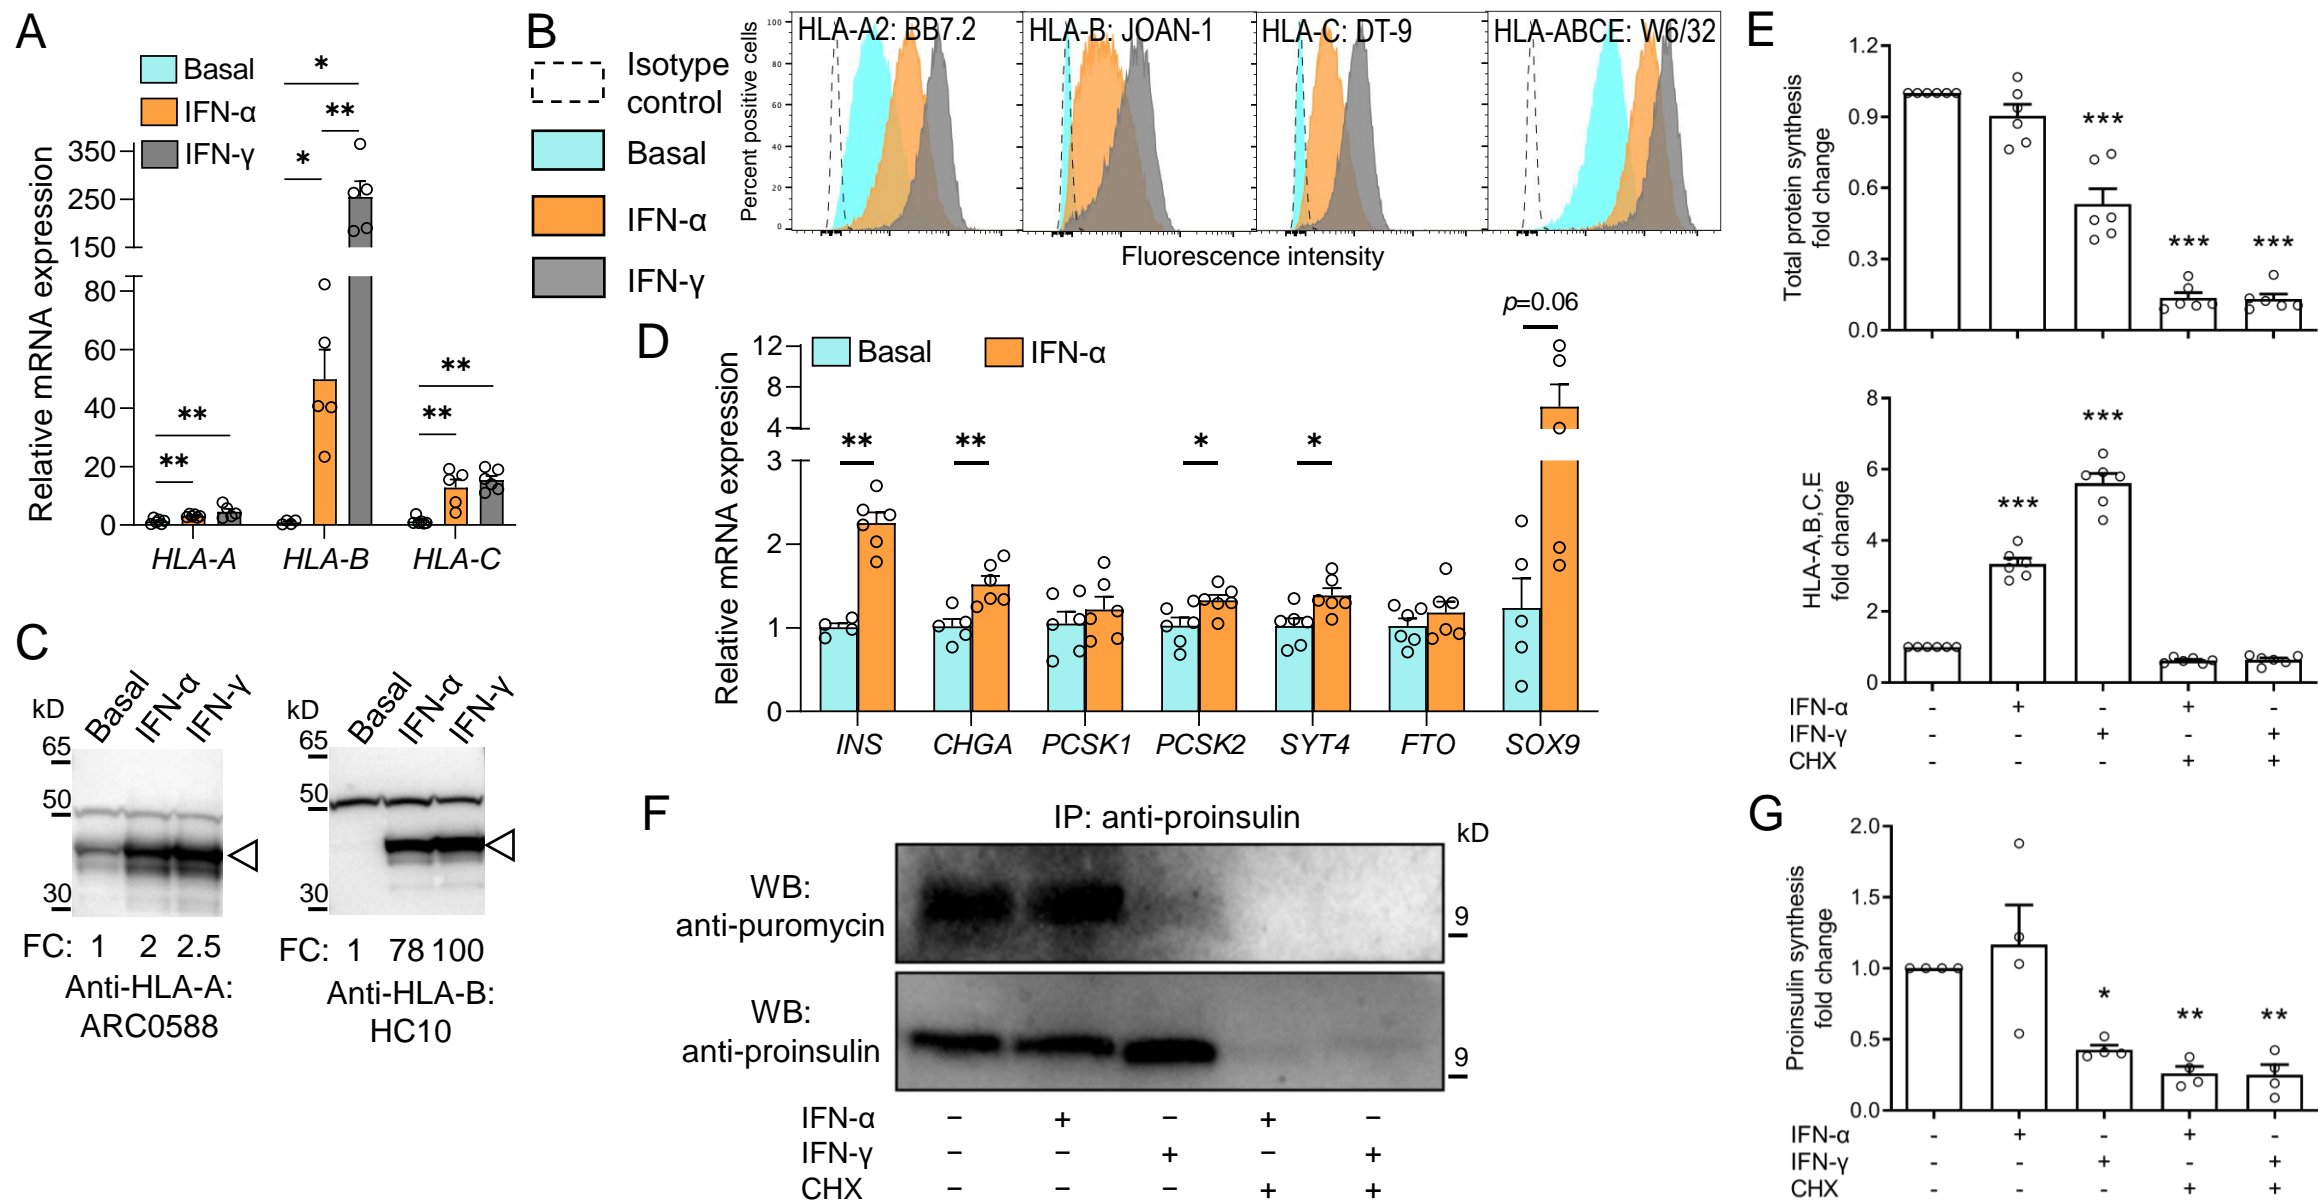 A
Basal
IFN-α
IFN-γ
Relative mRNA expression
350
250
150
80
60
40
20
0
*
**
*
**
**
**
**
HLA-A
HLA-B
HLA-C
B
Isotype
control
Basal
IFN-α
IFN-γ
Percent positive cells
100
80
60
40
20
0
HLA-A2: BB7.2
HLA-B: JOAN-1
HLA-C: DT-9
HLA-ABCE: W6/32
Fluorescence intensity
C
kD
Basal
IFN-α
IFN-γ
65
50
30
FC: 1 2 2.5
Anti-HLA-A:
ARC0588
kD
Basal
IFN-α
IFN-γ
65
50
30
FC: 1 78 100
Anti-HLA-B:
HC10
D
Basal
IFN-α
Relative mRNA expression
12
8
4
3
2
1
0
**
**
*
*
p=0.06
INS
CHGA
PCSK1
PCSK2
SYT4
FTO
SOX9
E
Total protein synthesis
fold change
1.2
0.9
0.6
0.3
0.0
***
***
***
HLA-A,B,C,E
fold change
8
6
4
2
0
***
***
IFN-α - + - + -
IFN-γ - - + - +
CHX - - - + +
F
IP: anti-proinsulin
kD
WB:
anti-puromycin
9
WB:
anti-proinsulin
9
IFN-α − + − + −
IFN-γ − − + − +
CHX − − − + +
G
Proinsulin synthesis
fold change
2.0
1.5
1.0
0.5
0.0
*
**
**
IFN-α - + - + -
IFN-γ - - + - +
CHX - - - + +